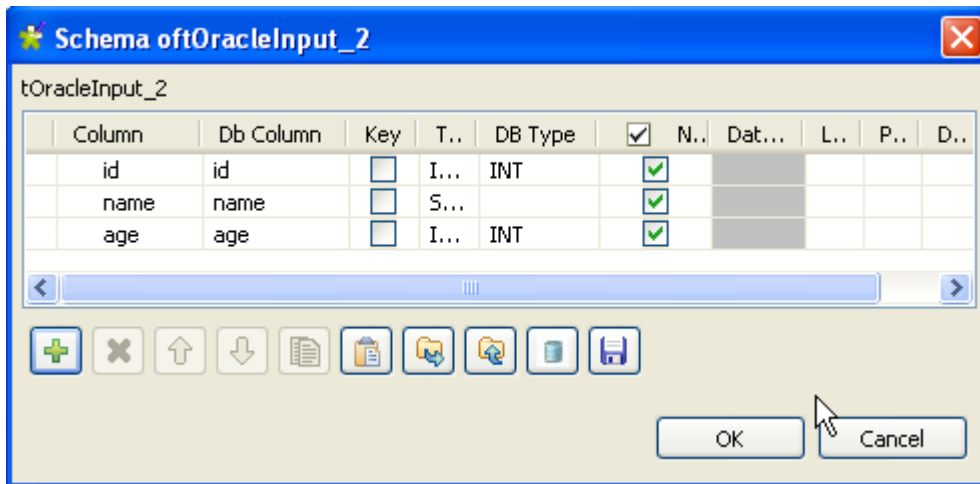 Schema oftOracleInput_2
tOracleInput_2
Column Db Column Key T.. DB Type N.. Dat... L.. P.. D..
id id I... INT
name name S...
age age I... INT
OK Cancel